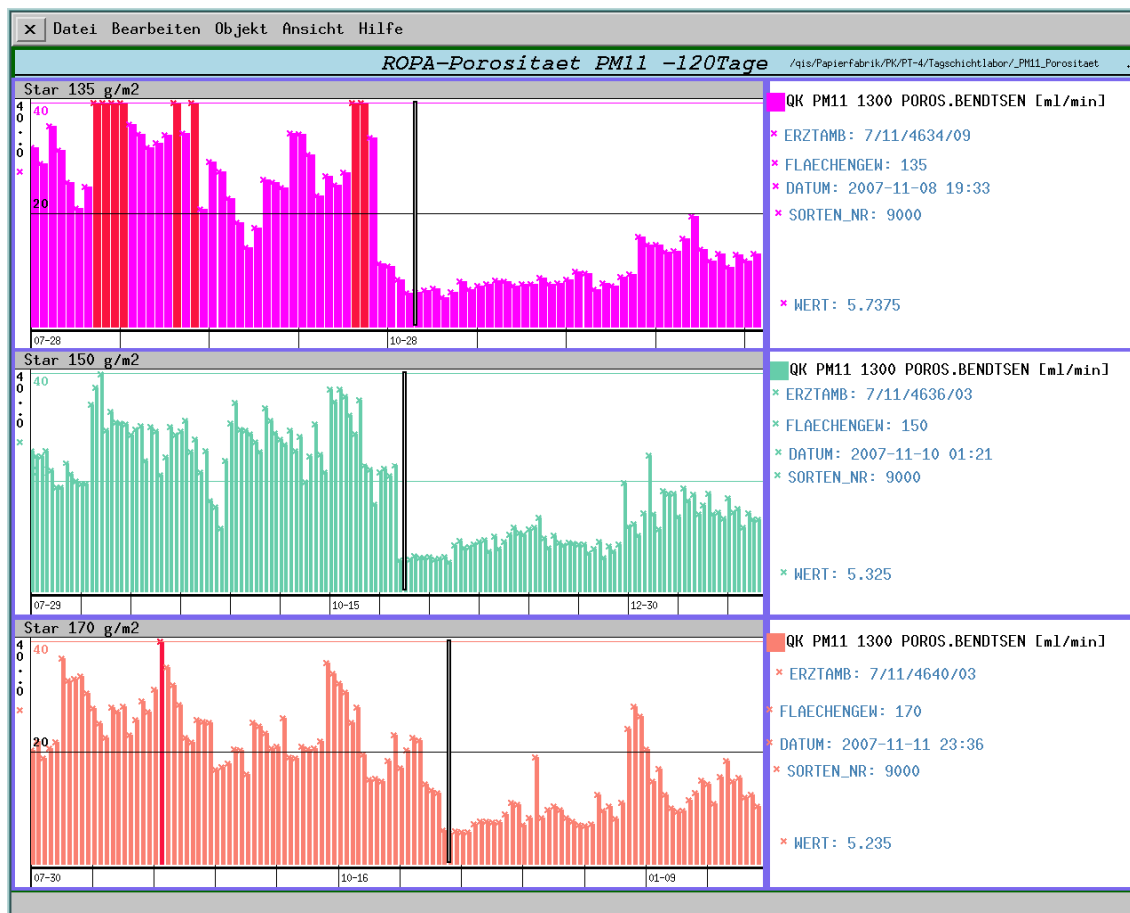 Datei Bearbeiten Objekt Ansicht Hilfe
ROPA-Porositaet PM11 -120Tage /qis/Papierfabrik/PK/PT-4/Tagschichtlabor/_PM11_Porositaet
Star 135 g/m2
40..0
40
20
07-28 10-28
QK PM11 1300 POROS.BENDTSEN [ml/min]
ERZTAMB: 7/11/4634/09
FLAECHENGEW: 135
DATUM: 2007-11-08 19:33
SORTEN_NR: 9000
WERT: 5.7375
Star 150 g/m2
40..0
40
07-29 10-15 12-30
QK PM11 1300 POROS.BENDTSEN [ml/min]
ERZTAMB: 7/11/4636/03
FLAECHENGEW: 150
DATUM: 2007-11-10 01:21
SORTEN_NR: 9000
WERT: 5.325
Star 170 g/m2
40..0
40
20
07-30 10-16 01-09
QK PM11 1300 POROS.BENDTSEN [ml/min]
ERZTAMB: 7/11/4640/03
FLAECHENGEW: 170
DATUM: 2007-11-11 23:36
SORTEN_NR: 9000
WERT: 5.235